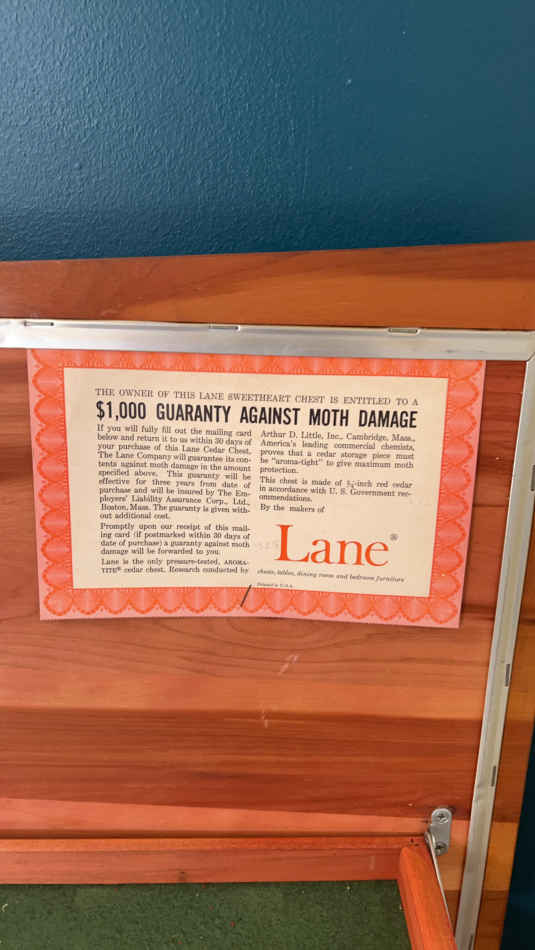 THE OWNER OF THIS LANE SWEETHEART CHEST IS ENTITLED TO A
$1,000 GUARANTY AGAINST MOTH DAMAGE
If you will fully fill out the mailing card
below and return it to us within 30 days of
your purchase of this Lane Cedar Chest,
The Lane Company will guarantee its con-
tents against moth damage in the amount
specified above. This guaranty will be
effective for three years from date of
purchase and will be insured by The Em-
ployers' Liability Assurance Corp., Ltd.,
Boston, Mass. The guaranty is given with-
out additional cost.
Promptly upon our receipt of this mail-
ing card (if postmarked within 30 days of
date of purchase) a guaranty against moth
damage will be forwarded to you.
Lane is the only pressure-tested, AROMA-
TITE® cedar chest. Research conducted by
Arthur D. Little, Inc., Cambridge, Mass.,
America's leading commercial chemists,
proves that a cedar storage piece must
be "aroma-tight" to give maximum moth
protection.
This chest is made of ¾-inch red cedar
in accordance with U. S. Government rec-
ommendations.
By the makers of
Lane®
chests, tables, dining room and bedroom furniture
Printed in U.S.A.